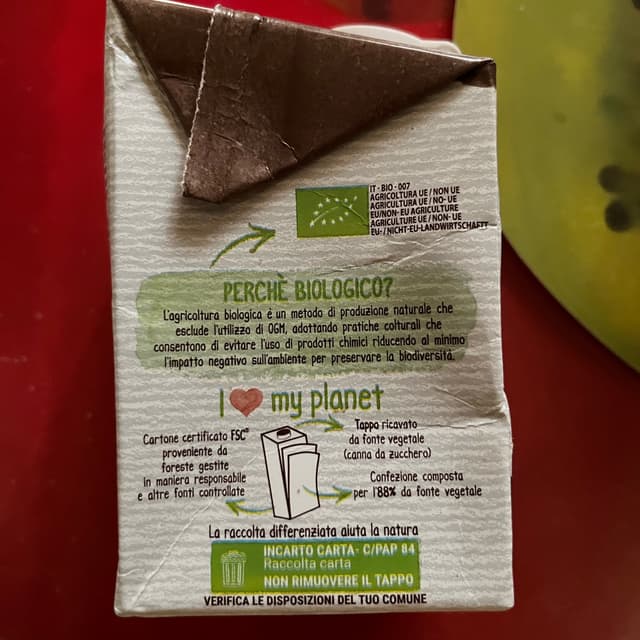 IT - BIO - 007
AGRICOLTURA UE / NON UE
AGRICULTURA UE / NO- UE
EU/NON- EU AGRICULTURE
AGRICULTURE UE / NON- UE
EU- / NICHT-EU-LANDWIRTSCHAFTT
PERCHÈ BIOLOGICO?
L'agricoltura biologica è un metodo di produzione naturale che
esclude l'utilizzo di OGM, adottando pratiche colturali che
consentono di evitare l'uso di prodotti chimici riducendo al minimo
l'impatto negativo sull'ambiente per preservare la biodiversità.
I ❤ my planet
Cartone certificato FSC®
proveniente da
foreste gestite
in maniera responsabile
e altre fonti controllate
Tappo ricavato
da fonte vegetale
(canna da zucchero)
Confezione composta
per l'88% da fonte vegetale
La raccolta differenziata aiuta la natura
INCARTO CARTA- C/PAP 84
Raccolta carta
NON RIMUOVERE IL TAPPO
VERIFICA LE DISPOSIZIONI DEL TUO COMUNE